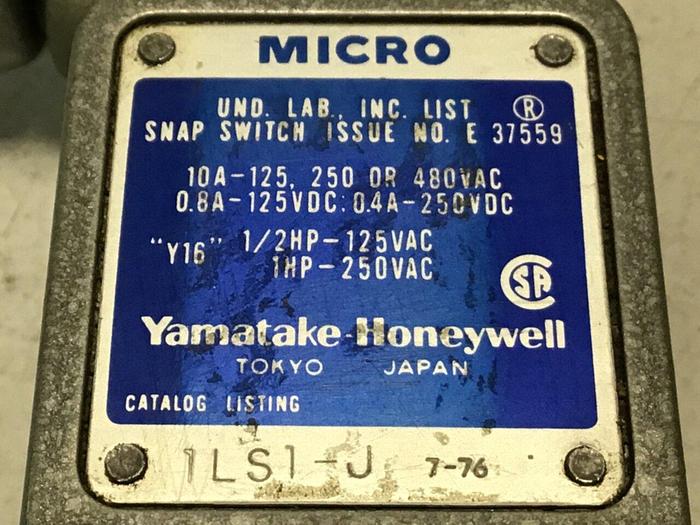 MICRO
UND. LAB., INC. LIST ®
SNAP SWITCH ISSUE NO. E 37559
10A-125, 250 OR 480VAC
0.8A-125VDC: 0.4A-250VDC
"Y16" 1/2HP-125VAC
1HP-250VAC
CSA
Yamatake-Honeywell
TOKYO JAPAN
CATALOG LISTING
1LS1-J 7-76